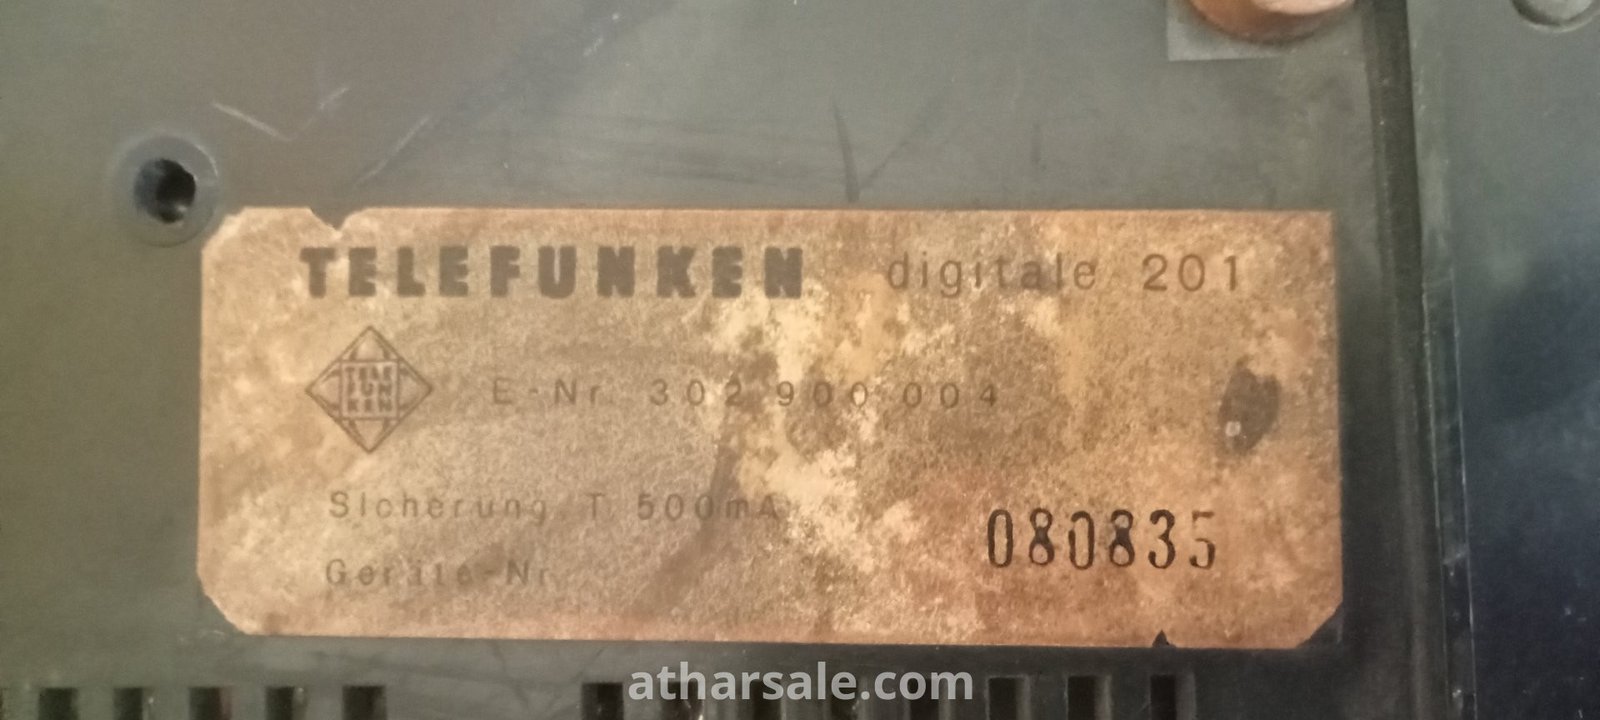 TELEFUNKEN digitale 201
TELE
FUN
KEN
E-Nr. 302 900 004
Sicherung T 500mA
Geräte-Nr.
080835
atharsale.com